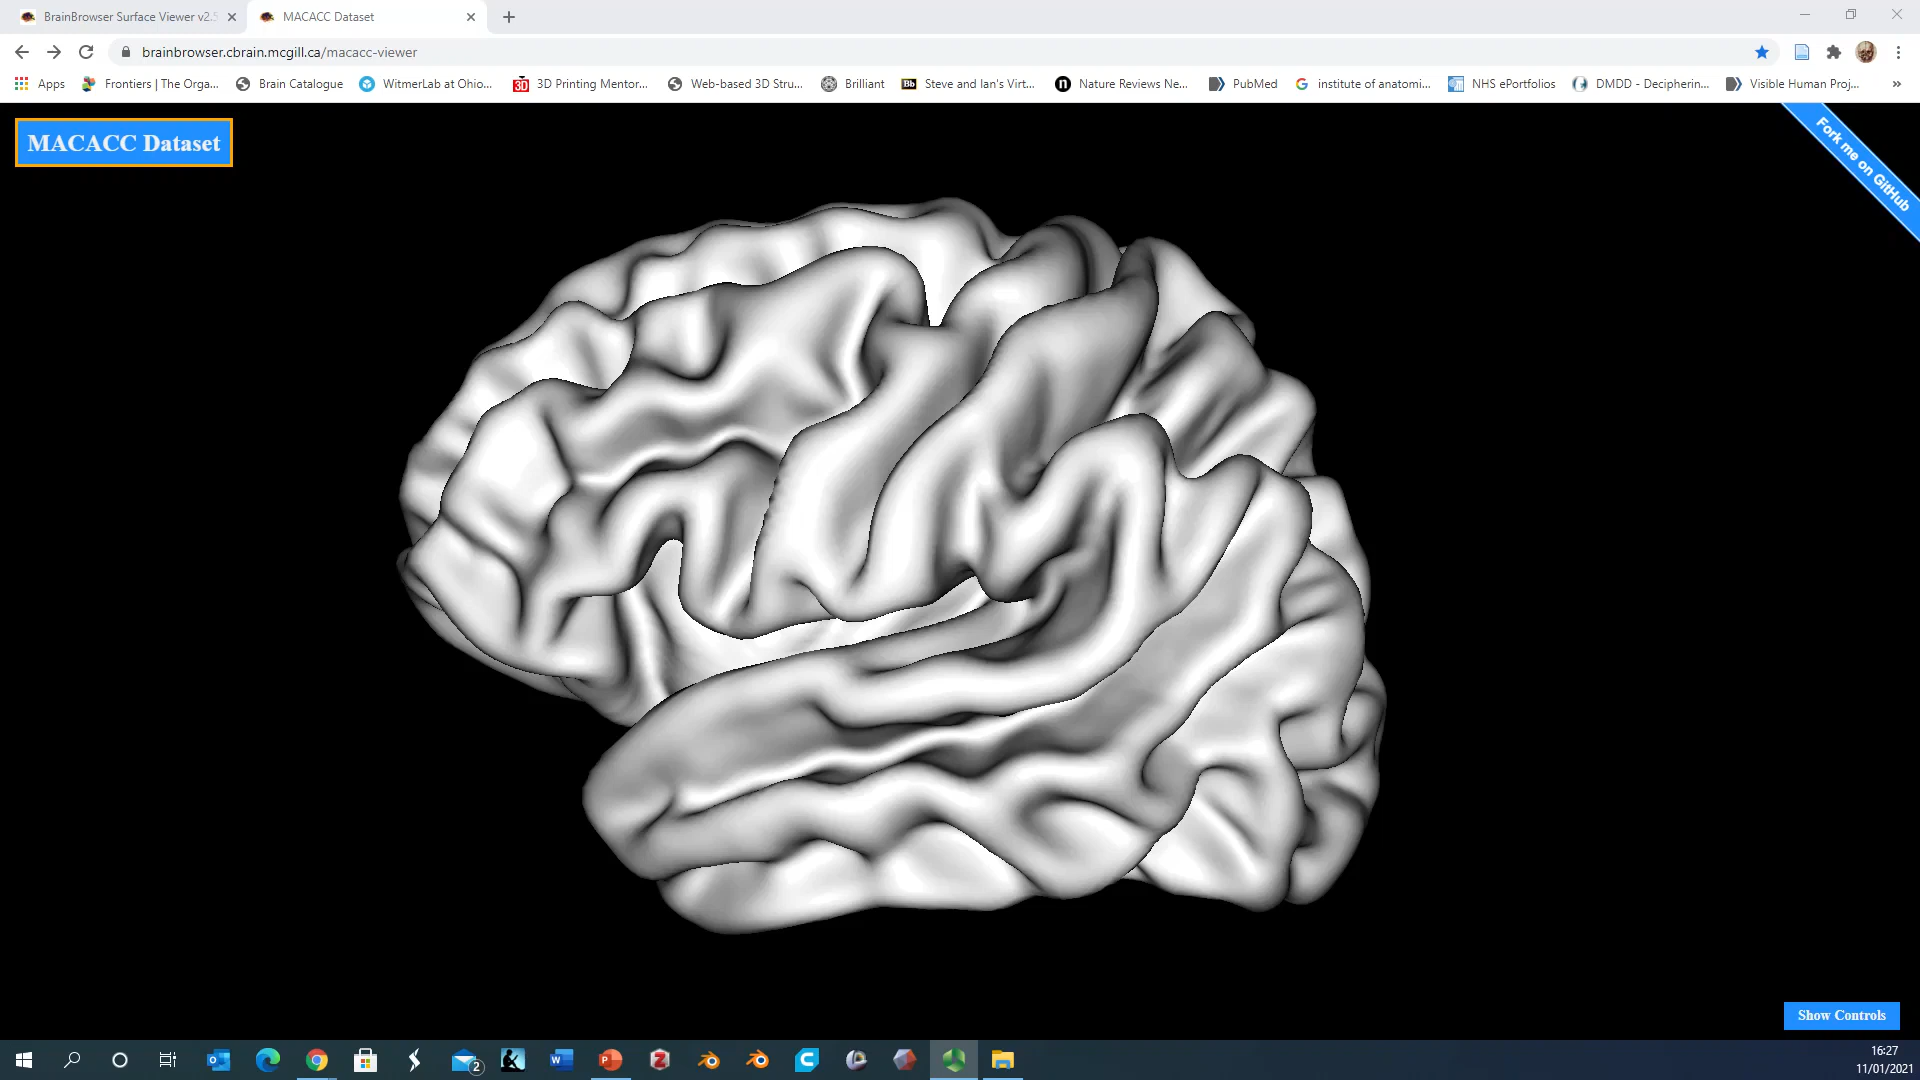 BrainBrowser Surface Viewer v2.5
MACACC Dataset
brainbrowser.cbrain.mcgill.ca/macacc-viewer
Apps
Frontiers | The Orga...
Brain Catalogue
WitmerLab at Ohio...
3D Printing Mentor...
Web-based 3D Stru...
Brilliant
Bb
Steve and Ian's Virt...
Nature Reviews Ne...
PubMed
institute of anatomi...
NHS ePortfolios
DMDD - Decipherin...
Visible Human Proj...
»
MACACC Dataset
Fork me on GitHub
Show Controls
2
16:27
11/01/2021